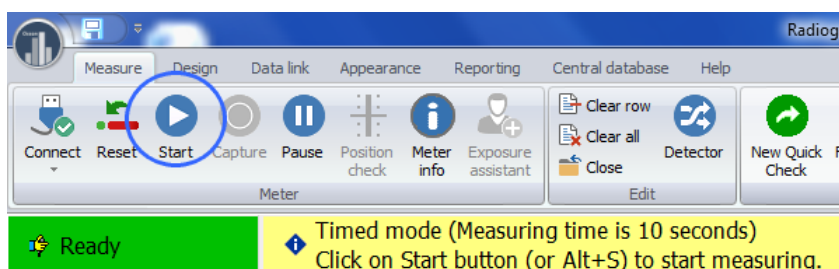 Radiog
Measure Design Data link Appearance Reporting Central database Help
Connect Reset Start Capture Pause Position check Meter info Exposure assistant
Clear row
Clear all
Close
Detector
New Quick Check
Meter Edit
Ready
Timed mode (Measuring time is 10 seconds)
Click on Start button (or Alt+S) to start measuring.